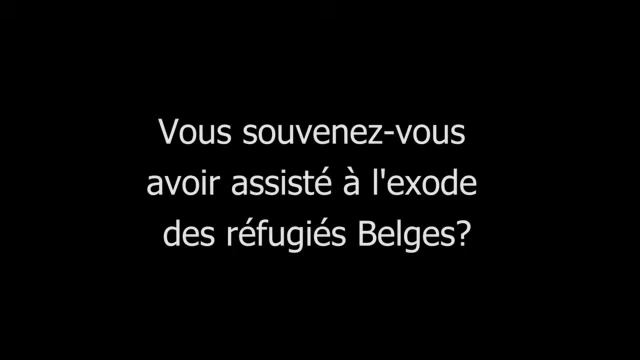 Vous souvenez-vous
avoir assisté à l'exode
des réfugiés Belges?